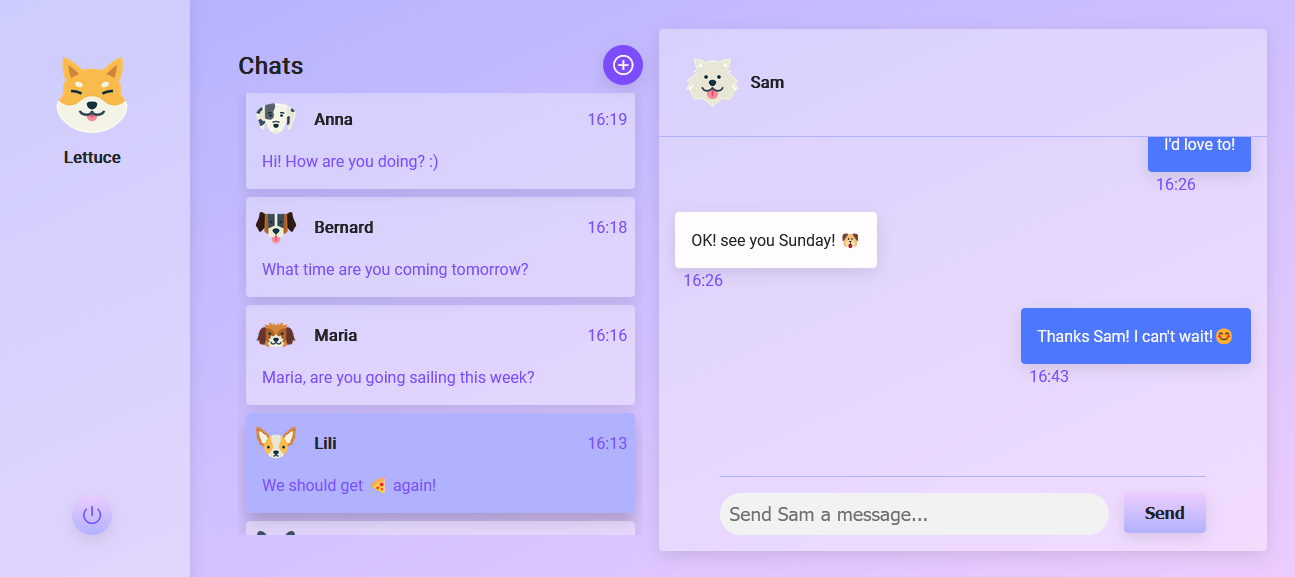 Lettuce
Chats
Anna 16:19
Hi! How are you doing? :)
Bernard 16:18
What time are you coming tomorrow?
Maria 16:16
Maria, are you going sailing this week?
Lili 16:13
We should get 🍕 again!
Sam
I'd love to!
16:26
OK! see you Sunday! 🐶
16:26
Thanks Sam! I can't wait!😊
16:43
Send Sam a message...
Send